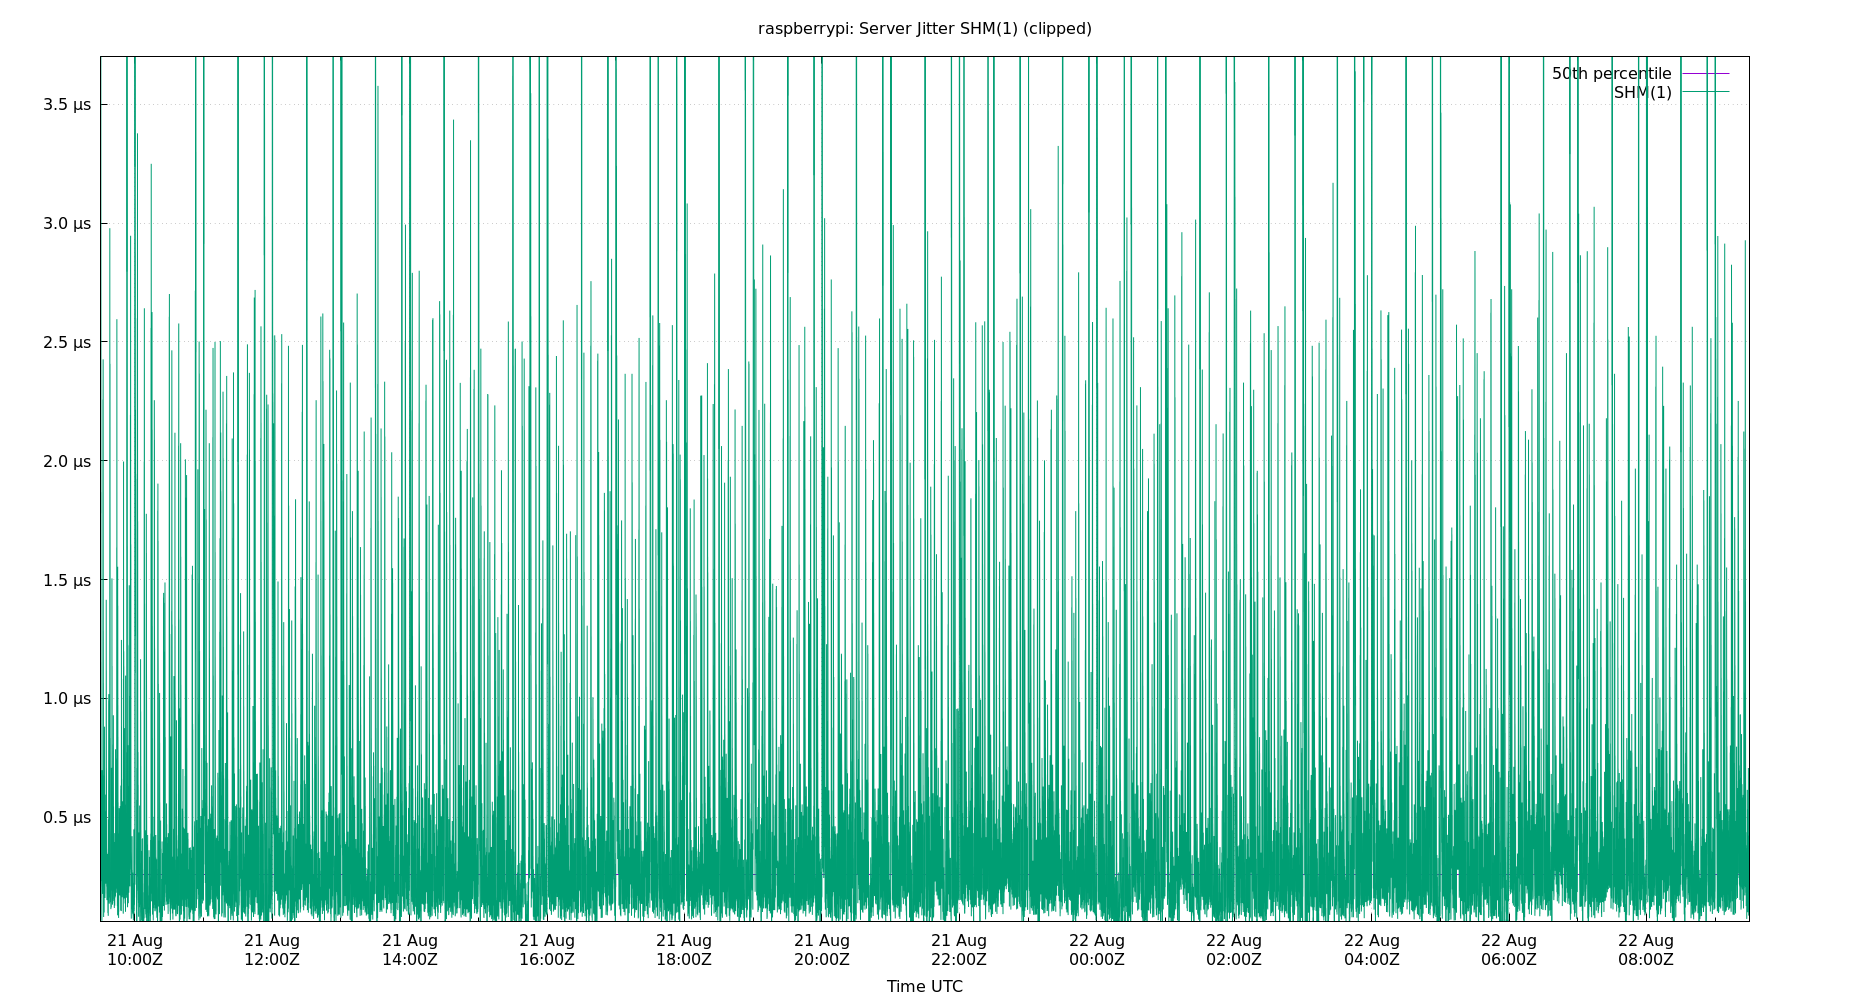 raspberrypi: Server Jitter SHM(1) (clipped)
50th percentile
SHM(1)
3.5 µs
3.0 µs
2.5 µs
2.0 µs
1.5 µs
1.0 µs
0.5 µs
21 Aug 21 Aug 21 Aug 21 Aug 21 Aug 21 Aug 21 Aug 22 Aug 22 Aug 22 Aug 22 Aug 22 Aug
10:00Z 12:00Z 14:00Z 16:00Z 18:00Z 20:00Z 22:00Z 00:00Z 02:00Z 04:00Z 06:00Z 08:00Z
Time UTC